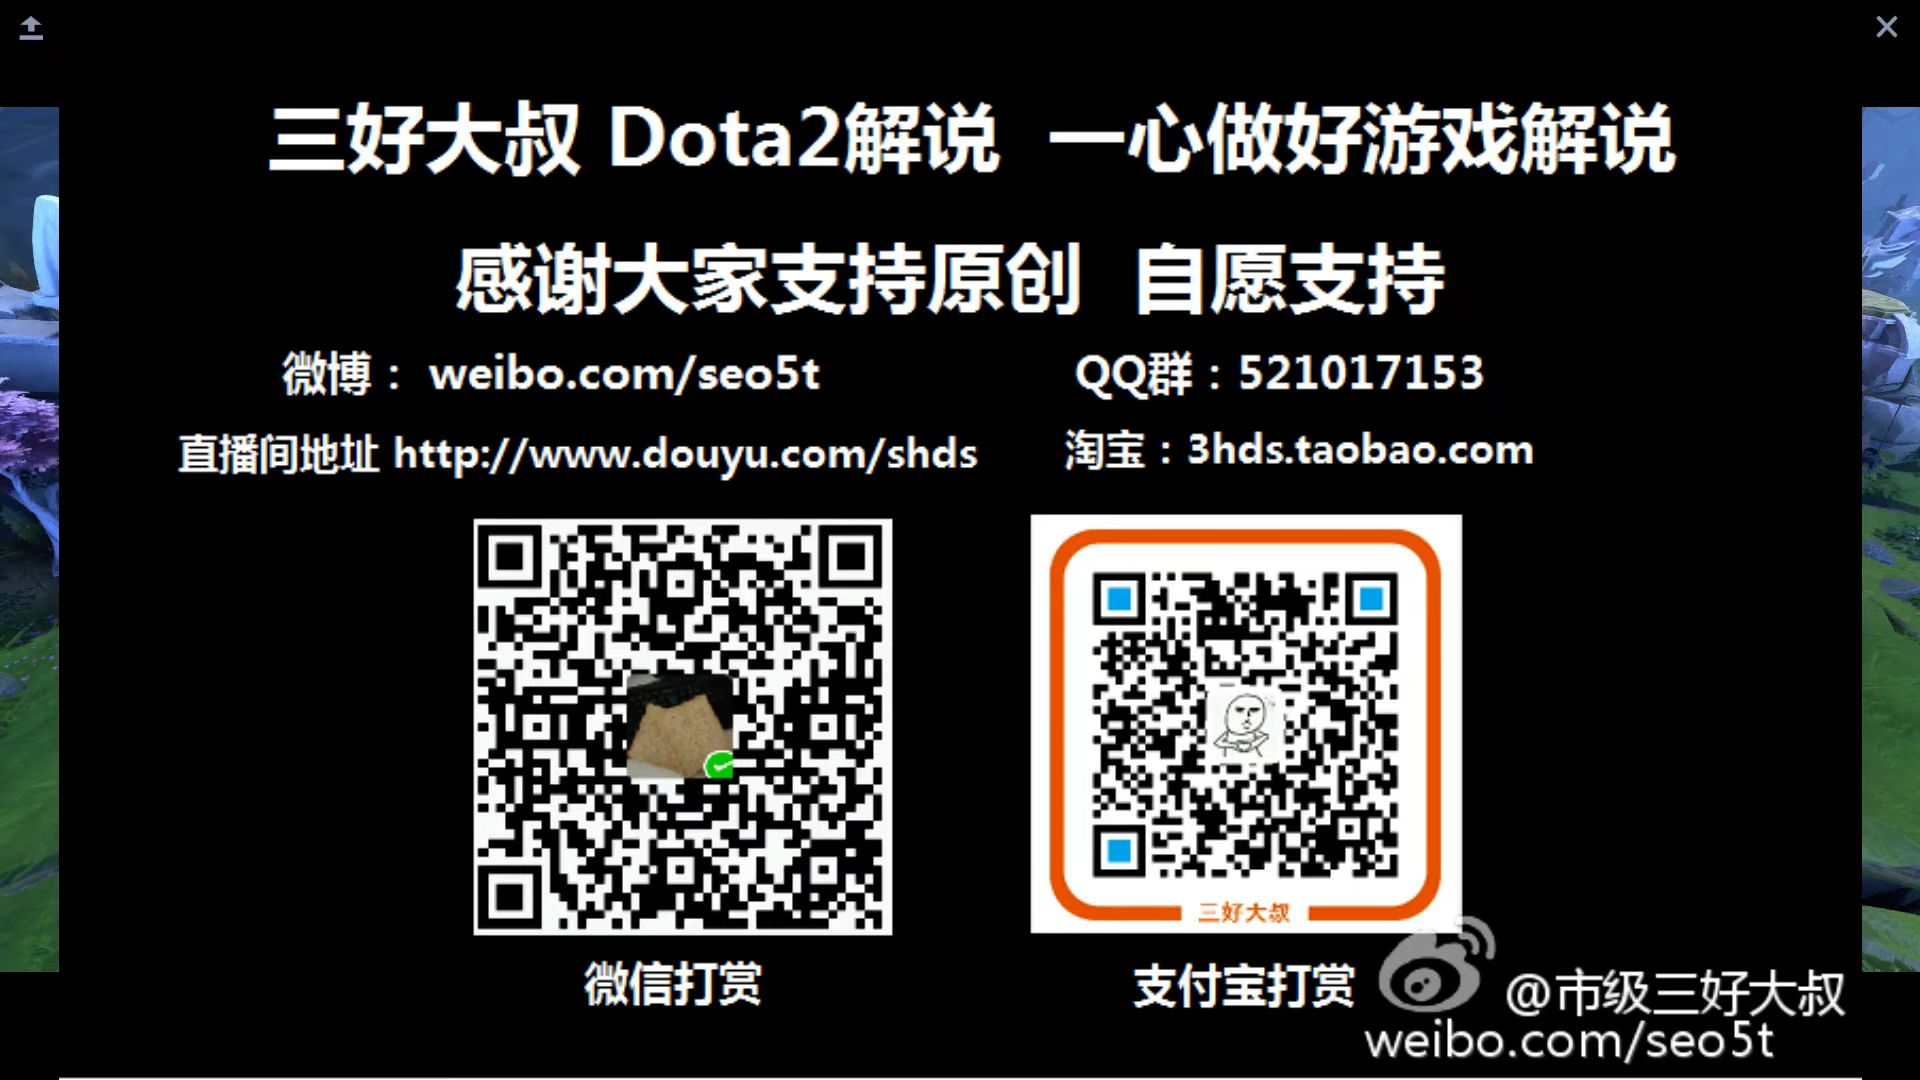 三好大叔 Dota2解说 一心做好游戏解说
感谢大家支持原创 自愿支持
微博： weibo.com/seo5t
QQ群：521017153
直播间地址 http://www.douyu.com/shds
淘宝：3hds.taobao.com
三好大叔
微信打赏
支付宝打赏
@市级三好大叔
weibo.com/seo5t